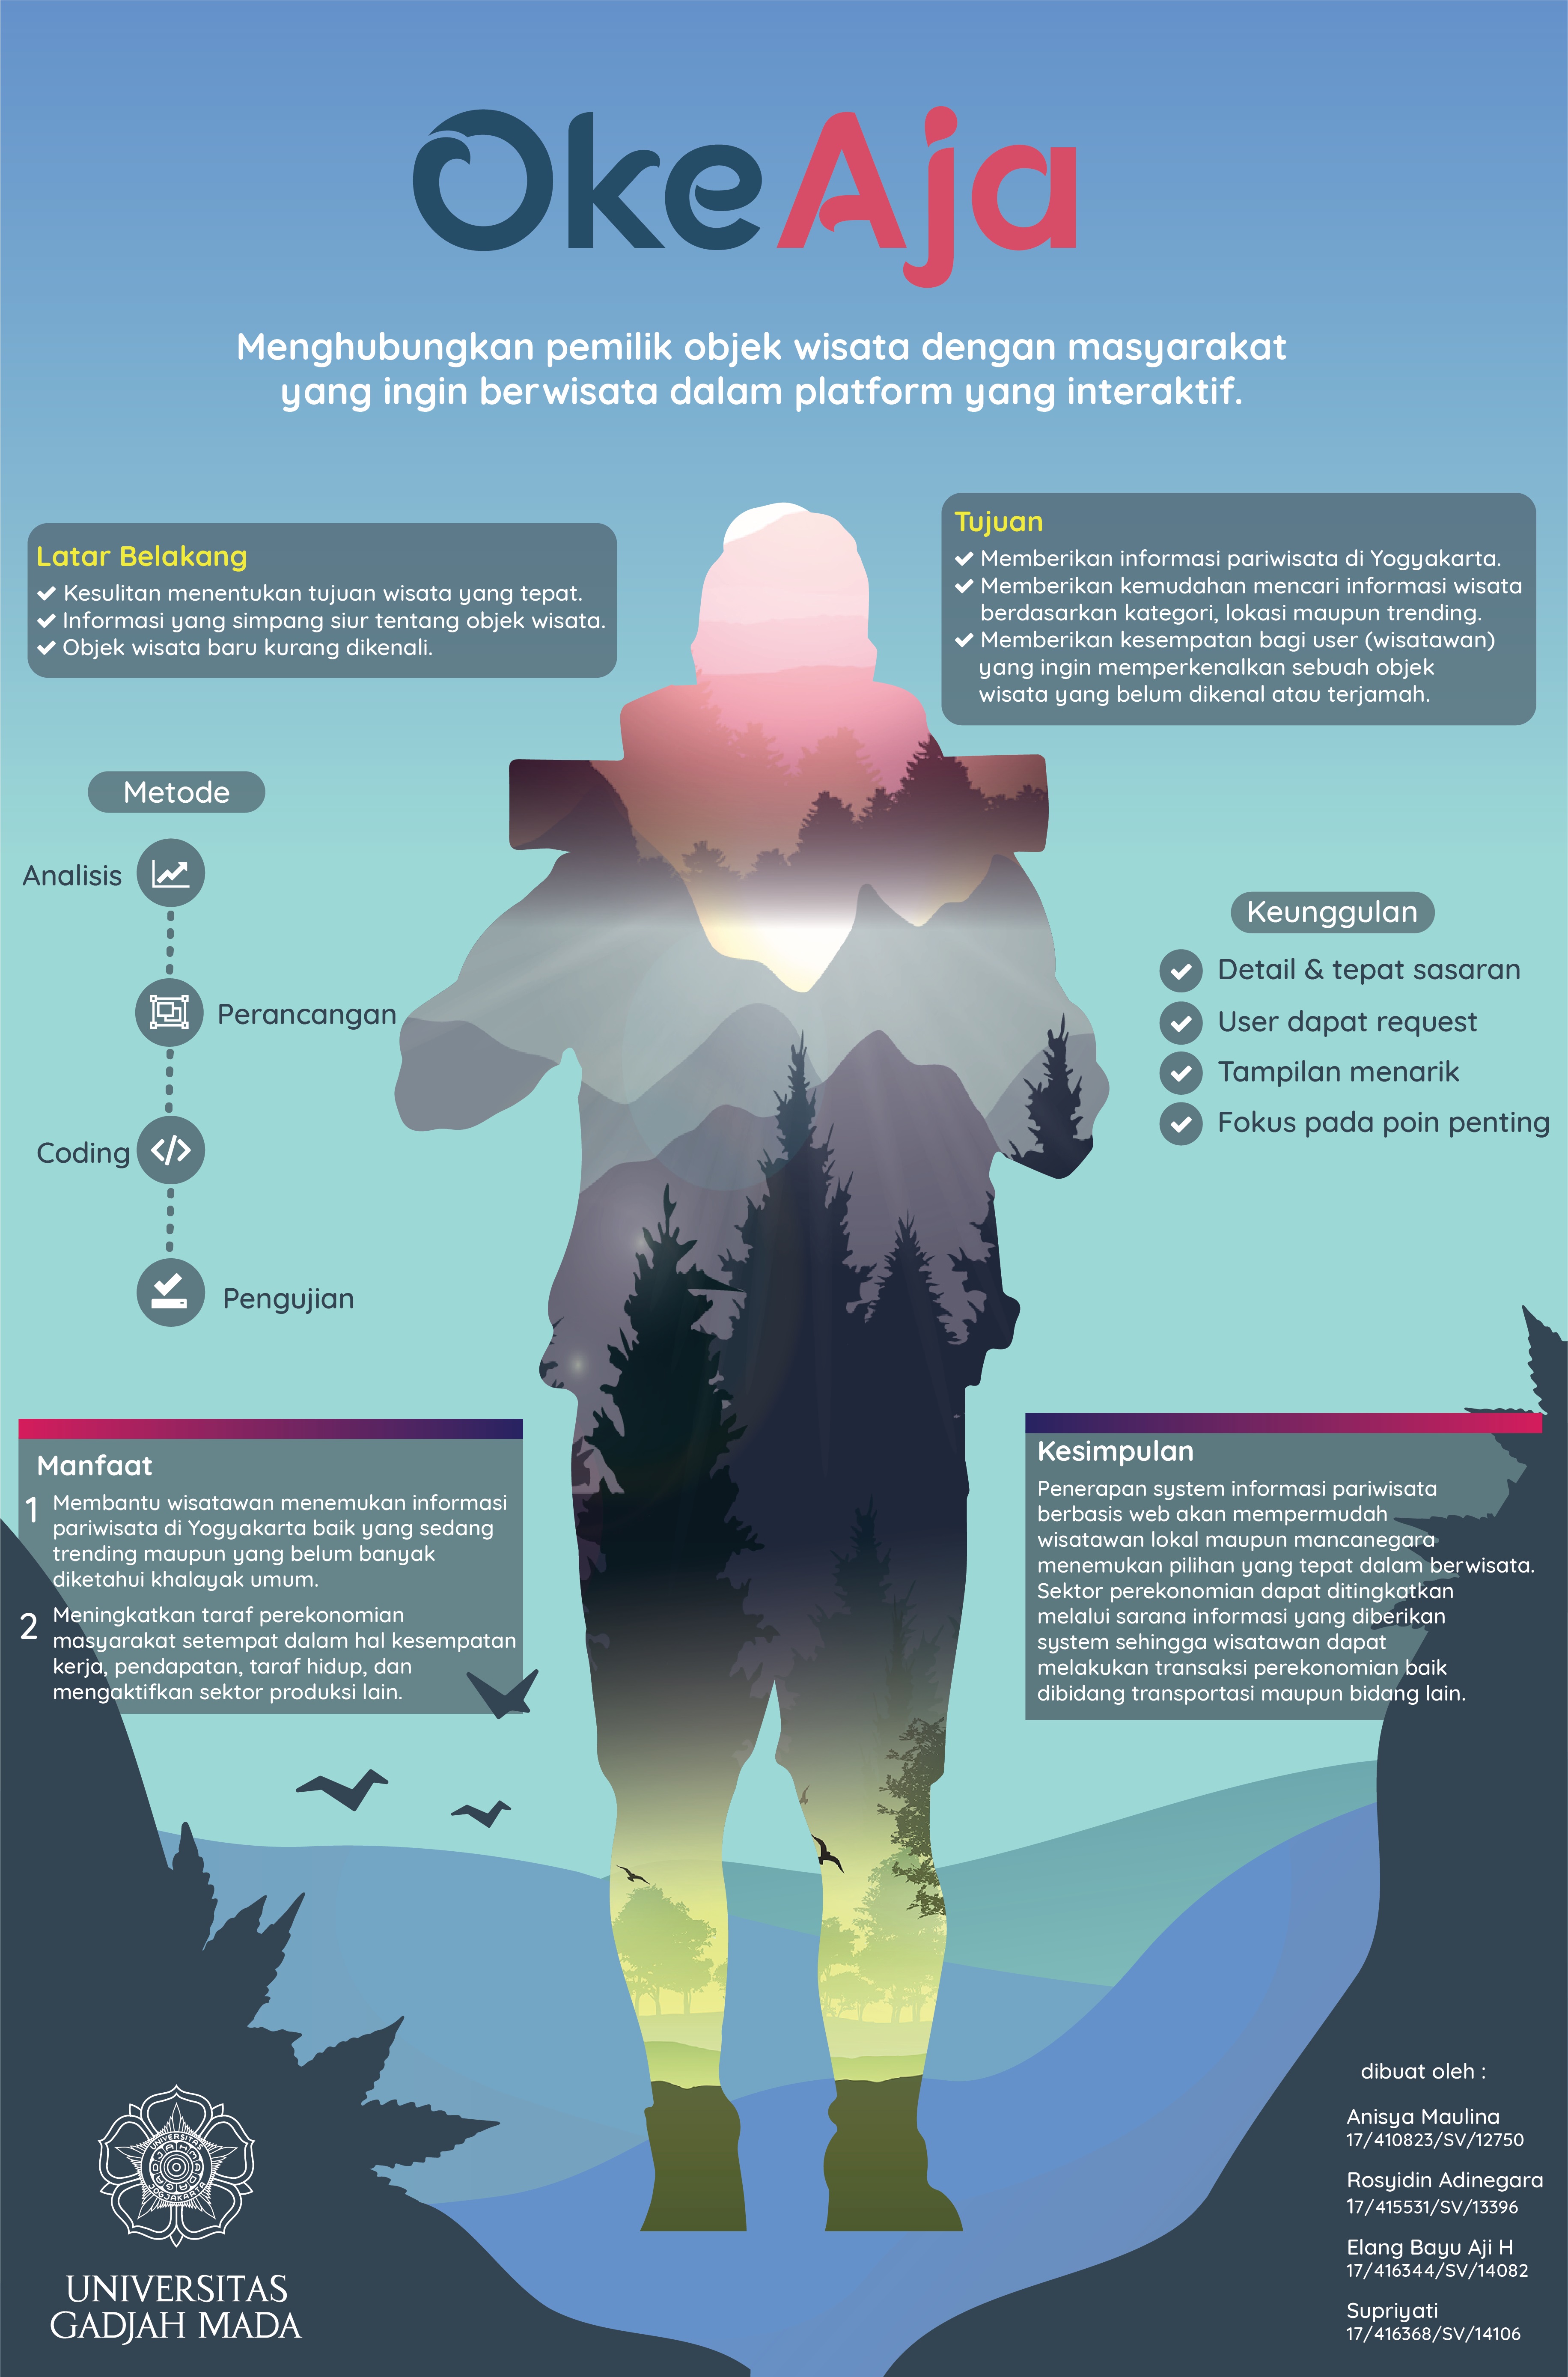 OkeAja
Menghubungkan pemilik objek wisata dengan masyarakat
yang ingin berwisata dalam platform yang interaktif.
Latar Belakang
Kesulitan menentukan tujuan wisata yang tepat.
Informasi yang simpang siur tentang objek wisata.
Objek wisata baru kurang dikenali.
Tujuan
Memberikan informasi pariwisata di Yogyakarta.
Memberikan kemudahan mencari informasi wisata
berdasarkan kategori, lokasi maupun trending.
Memberikan kesempatan bagi user (wisatawan)
yang ingin memperkenalkan sebuah objek
wisata yang belum dikenal atau terjamah.
Metode
Analisis
Perancangan
Coding
Pengujian
Keunggulan
Detail & tepat sasaran
User dapat request
Tampilan menarik
Fokus pada poin penting
Manfaat
1 Membantu wisatawan menemukan informasi
pariwisata di Yogyakarta baik yang sedang
trending maupun yang belum banyak
diketahui khalayak umum.
2 Meningkatkan taraf perekonomian
masyarakat setempat dalam hal kesempatan
kerja, pendapatan, taraf hidup, dan
mengaktifkan sektor produksi lain.
Kesimpulan
Penerapan system informasi pariwisata
berbasis web akan mempermudah
wisatawan lokal maupun mancanegara
menemukan pilihan yang tepat dalam berwisata.
Sektor perekonomian dapat ditingkatkan
melalui sarana informasi yang diberikan
system sehingga wisatawan dapat
melakukan transaksi perekonomian baik
dibidang transportasi maupun bidang lain.
UNIVERSITAS
GADJAH MADA
JOGJAKARTA
UNIVERSITAS
GADJAH MADA
dibuat oleh :
Anisya Maulina
17/410823/SV/12750
Rosyidin Adinegara
17/415531/SV/13396
Elang Bayu Aji H
17/416344/SV/14082
Supriyati
17/416368/SV/14106